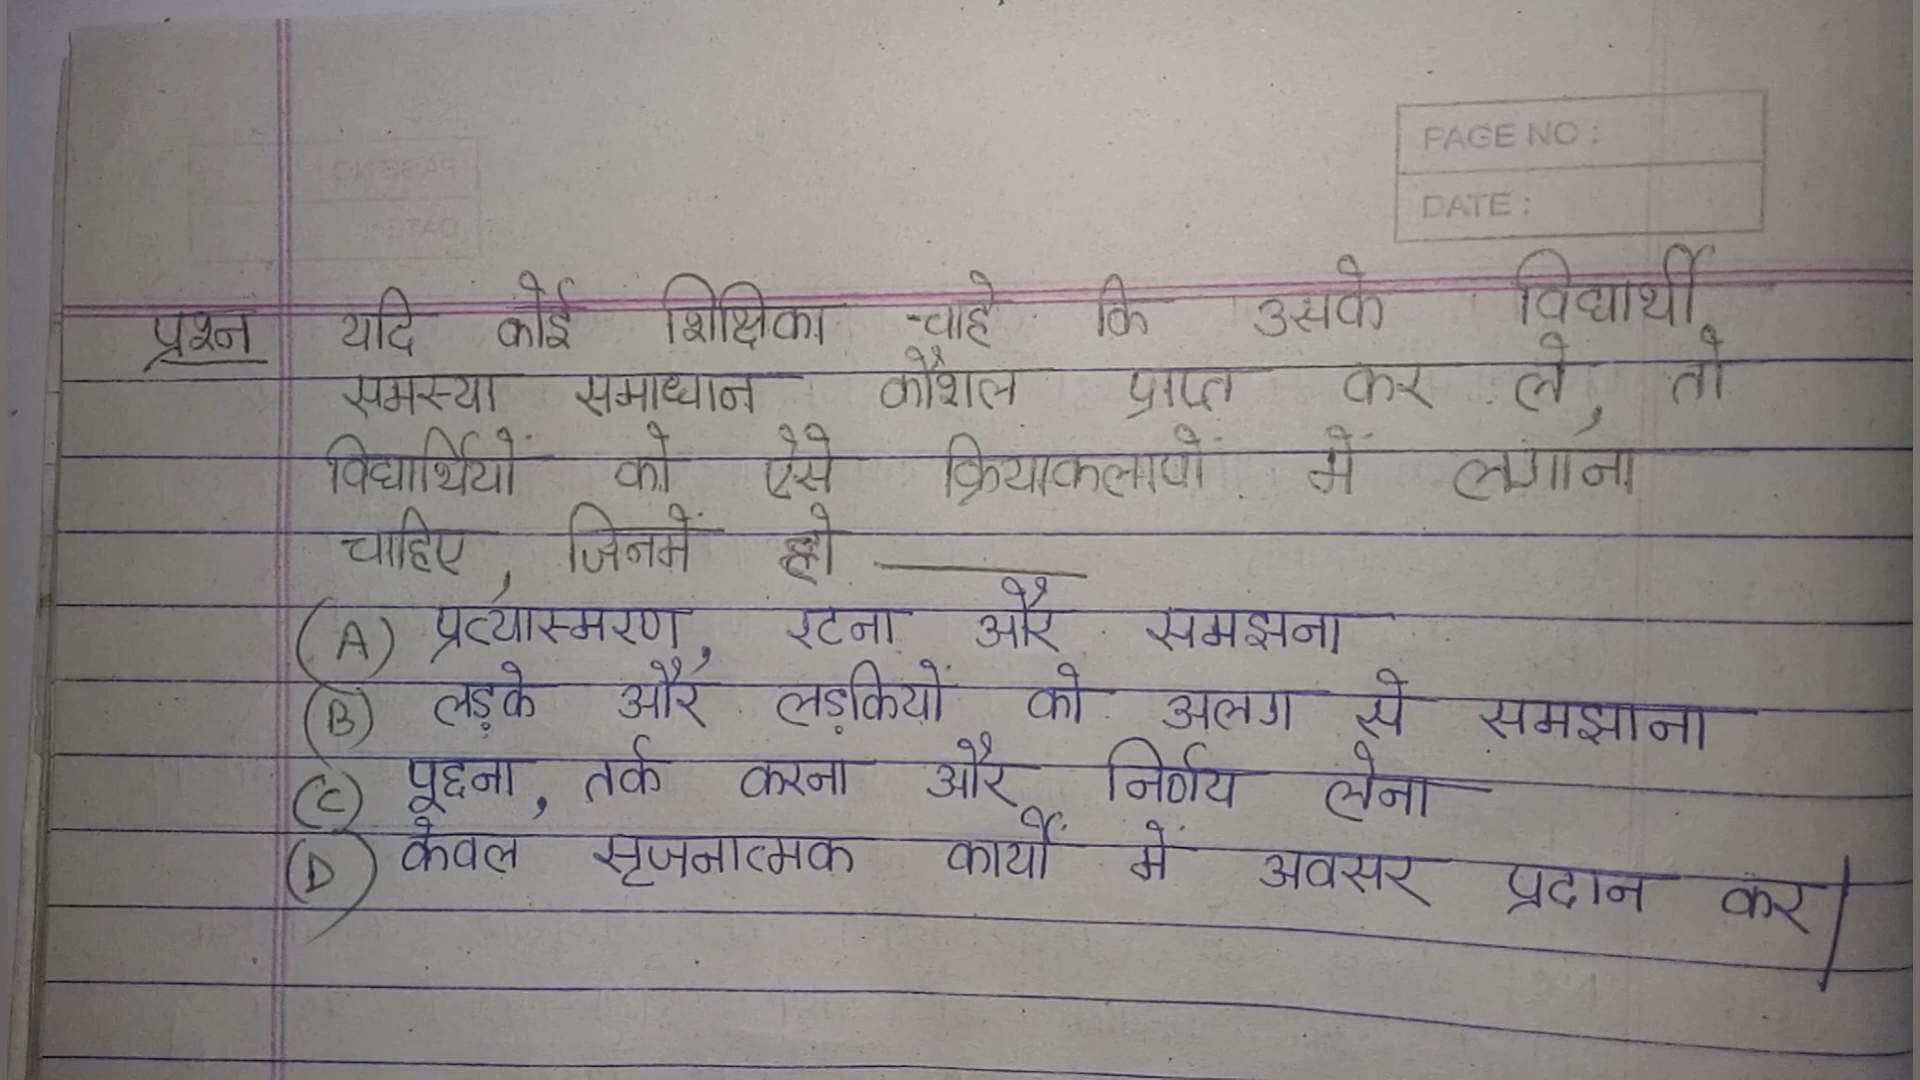 PAGE NO :
DATE :
प्रश्न यदि कोई शिक्षिका चाहे कि उसके विद्यार्थी
समस्या समाधान कौशल प्राप्त कर ले, तो
विद्यार्थियों को ऐसे क्रियाकलापों में लगाना
चाहिए, जिनमें हो ______
(A) प्रत्यास्मरण, रटना और समझना
(B) लड़के और लड़कियों को अलग से समझाना
(C) पूछना, तर्क करना और निर्णय लेना
(D) केवल सृजनात्मक कार्यों में अवसर प्रदान कर|